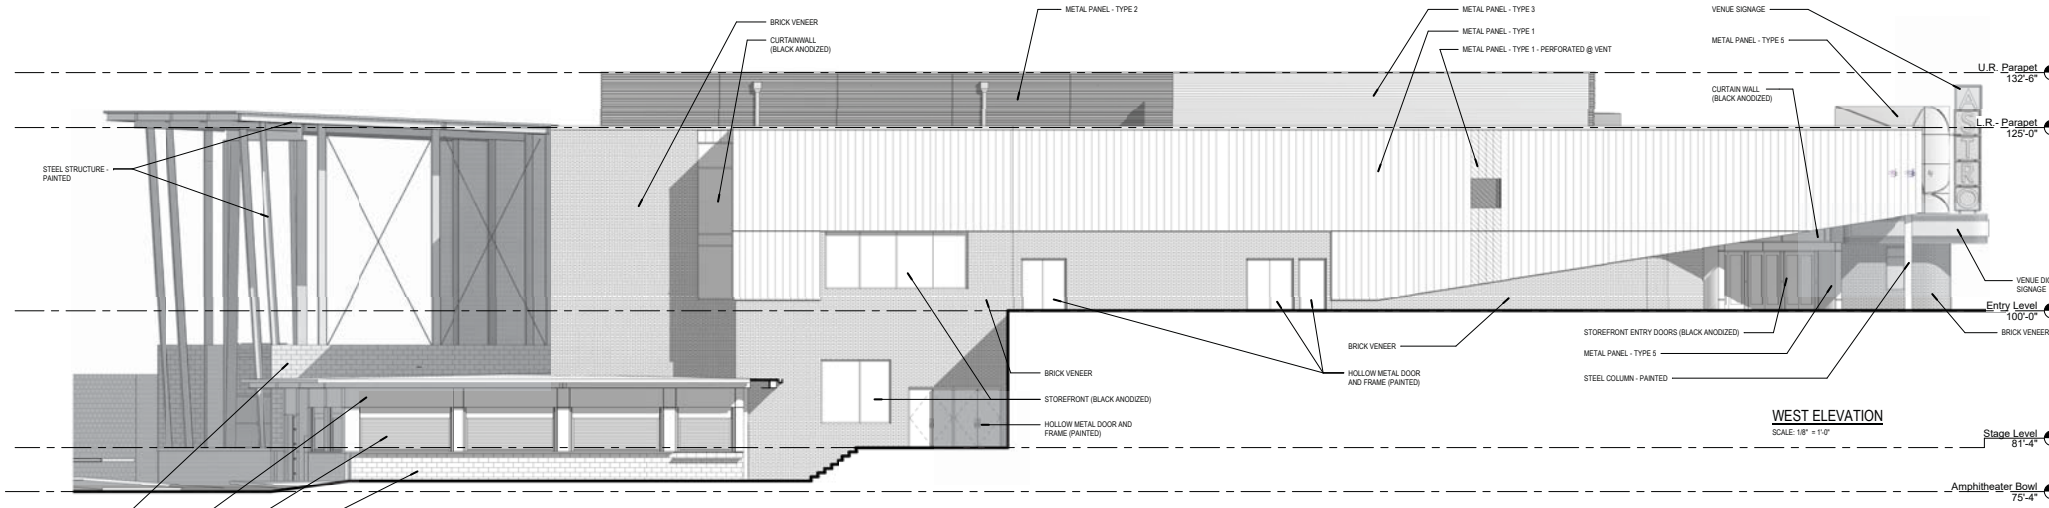 METAL PANEL - TYPE 2
METAL PANEL - TYPE 3
VENUE SIGNAGE
BRICK VENEER
METAL PANEL - TYPE 1
CURTAINWALL
(BLACK ANODIZED)
METAL PANEL - TYPE 5
METAL PANEL - TYPE 1 - PERFORATED @ VENT
U.R. Parapet
132'-6"
CURTAIN WALL
(BLACK ANODIZED)
ASTRO
L.R.- Parapet
125'-0"
STEEL STRUCTURE -
PAINTED
VENUE
SIGNAGE
Entry Level
100'-0"
STOREFRONT ENTRY DOORS (BLACK ANODIZED)
BRICK VENEER
BRICK VENEER
METAL PANEL - TYPE 5
BRICK VENEER
HOLLOW METAL DOOR
AND FRAME (PAINTED)
STEEL COLUMN - PAINTED
STOREFRONT (BLACK ANODIZED)
WEST ELEVATION
SCALE: 1/8" = 1'-0"
HOLLOW METAL DOOR AND
FRAME (PAINTED)
Stage Level
81'-4"
Amphitheater Bowl
75'-4"